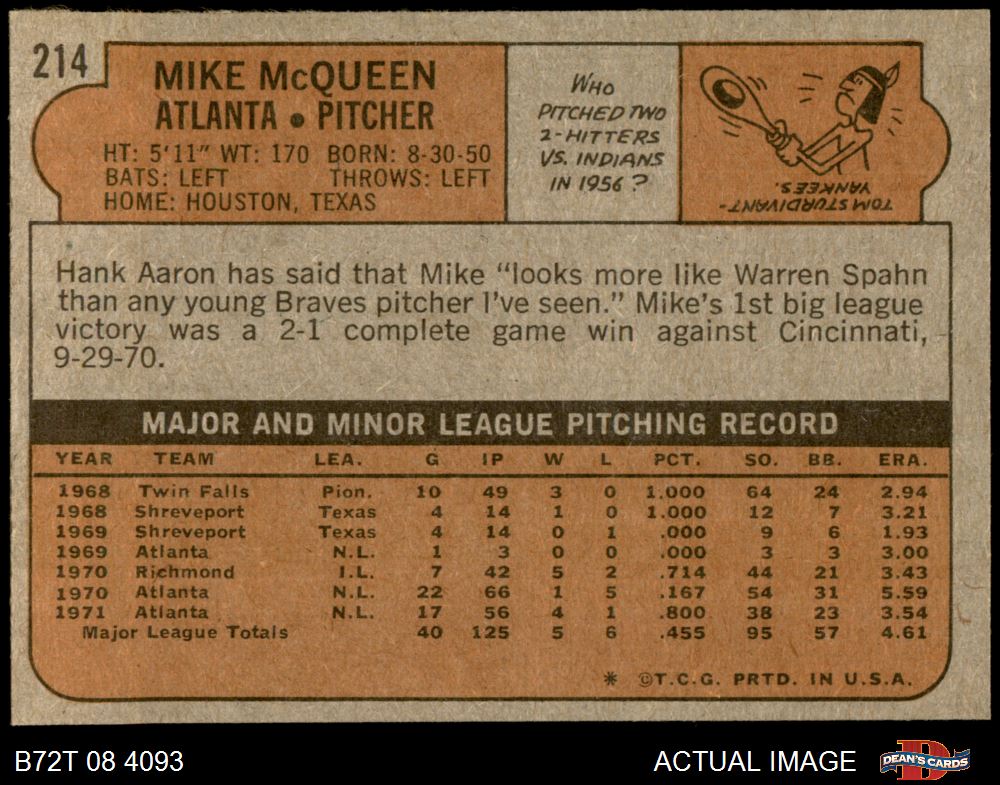 214
MIKE McQUEEN
ATLANTA • PITCHER
HT: 5'11" WT: 170 BORN: 8-30-50
BATS: LEFT THROWS: LEFT
HOME: HOUSTON, TEXAS
WHO
PITCHED TWO
2-HITTERS
VS. INDIANS
IN 1956?
TOM STURDIVANT-
YANKEES.
Hank Aaron has said that Mike "looks more like Warren Spahn
than any young Braves pitcher I've seen." Mike's 1st big league
victory was a 2-1 complete game win against Cincinnati,
9-29-70.
MAJOR AND MINOR LEAGUE PITCHING RECORD
YEAR TEAM LEA. G IP W L PCT. SO. BB. ERA.
1968 Twin Falls Pion. 10 49 3 0 1.000 64 24 2.94
1968 Shreveport Texas 4 14 1 0 1.000 12 7 3.21
1969 Shreveport Texas 4 14 0 1 .000 9 6 1.93
1969 Atlanta N.L. 1 3 0 0 .000 3 3 3.00
1970 Richmond I.L. 7 42 5 2 .714 44 21 3.43
1970 Atlanta N.L. 22 66 1 5 .167 54 31 5.59
1971 Atlanta N.L. 17 56 4 1 .800 38 23 3.54
Major League Totals 40 125 5 6 .455 95 57 4.61
* ©T.C.G. PRTD. IN U.S.A.
B72T 08 4093 ACTUAL IMAGE DEAN'S CARDS